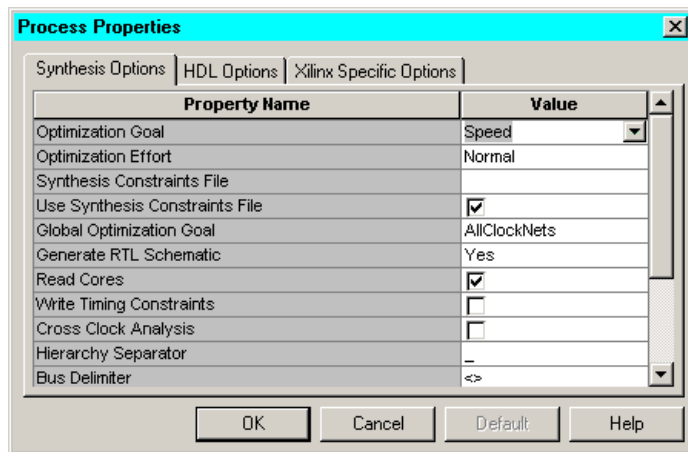 Process Properties
Synthesis Options HDL Options Xilinx Specific Options
Property Name Value
Optimization Goal Speed
Optimization Effort Normal
Synthesis Constraints File
Use Synthesis Constraints File
Global Optimization Goal AllClockNets
Generate RTL Schematic Yes
Read Cores
Write Timing Constraints
Cross Clock Analysis
Hierarchy Separator _
Bus Delimiter <>
OK Cancel Default Help